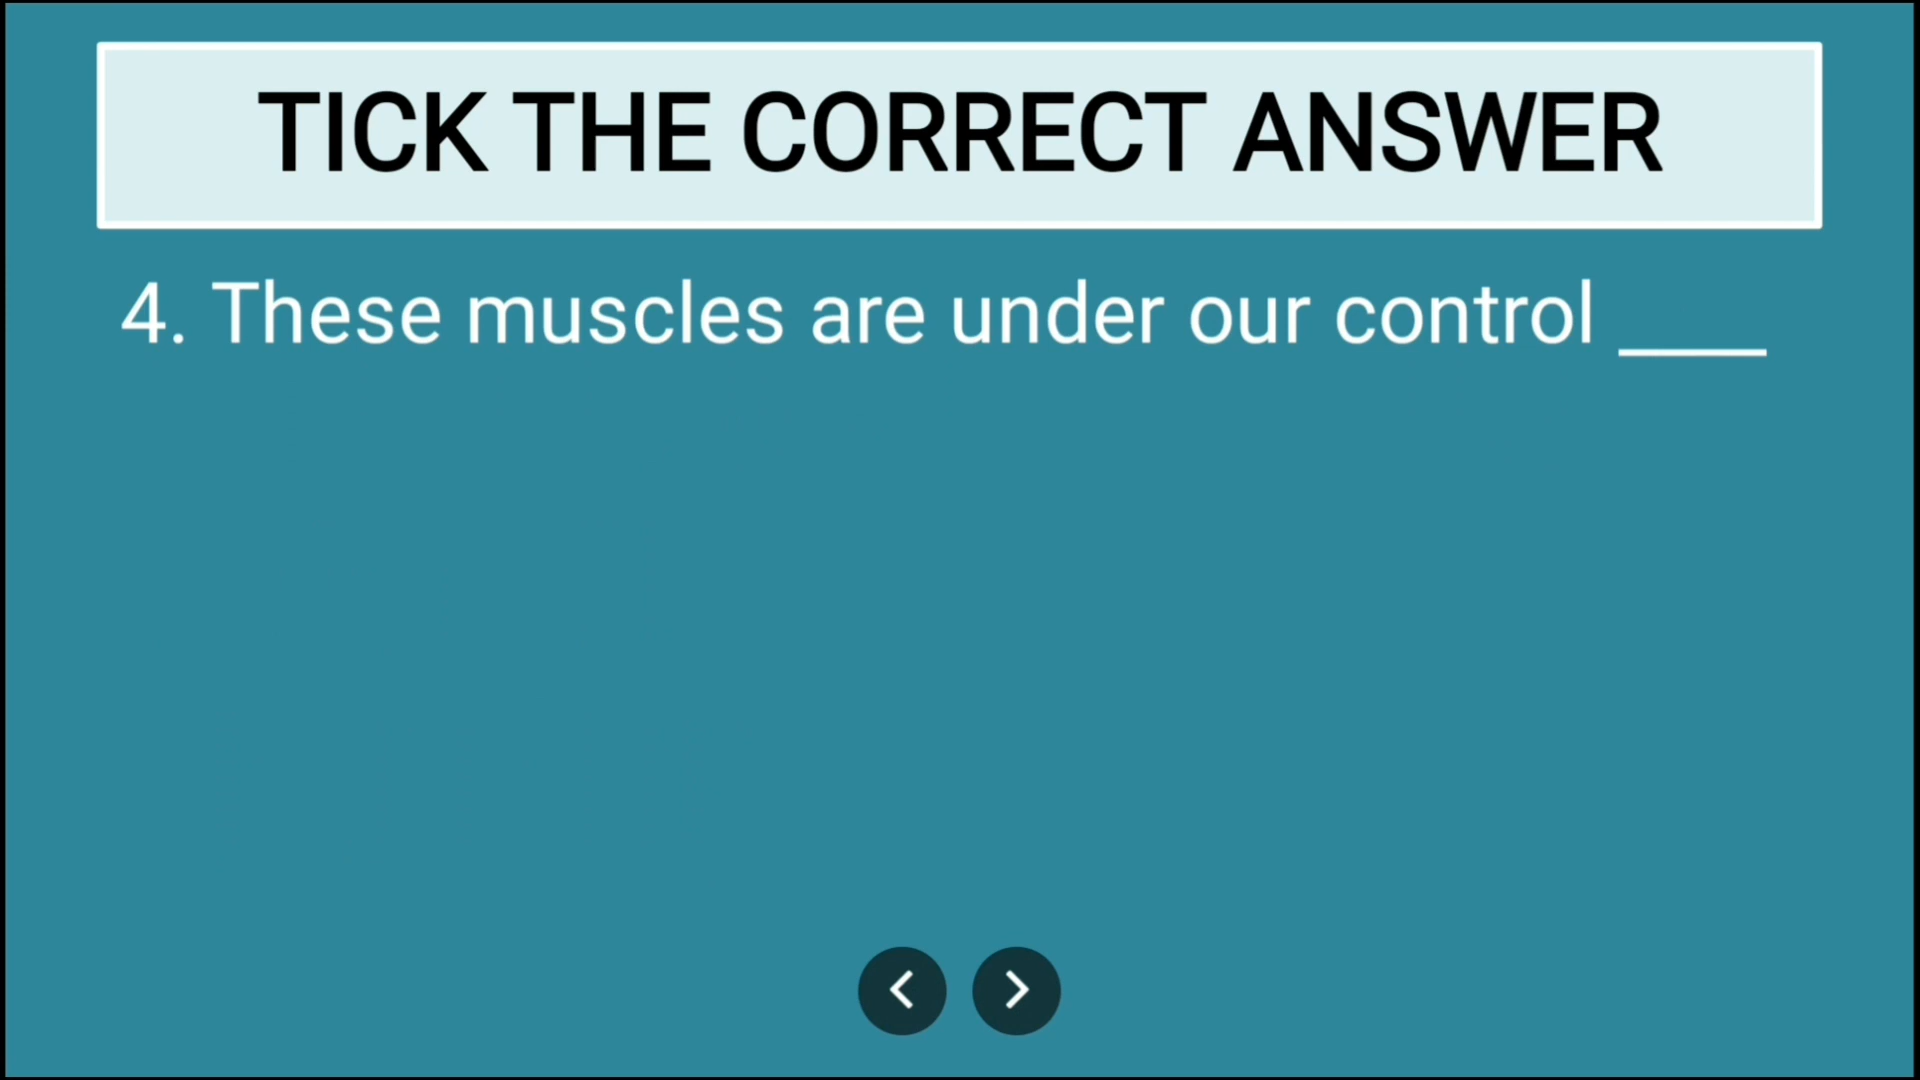 TICK THE CORRECT ANSWER
4. These muscles are under our control ____